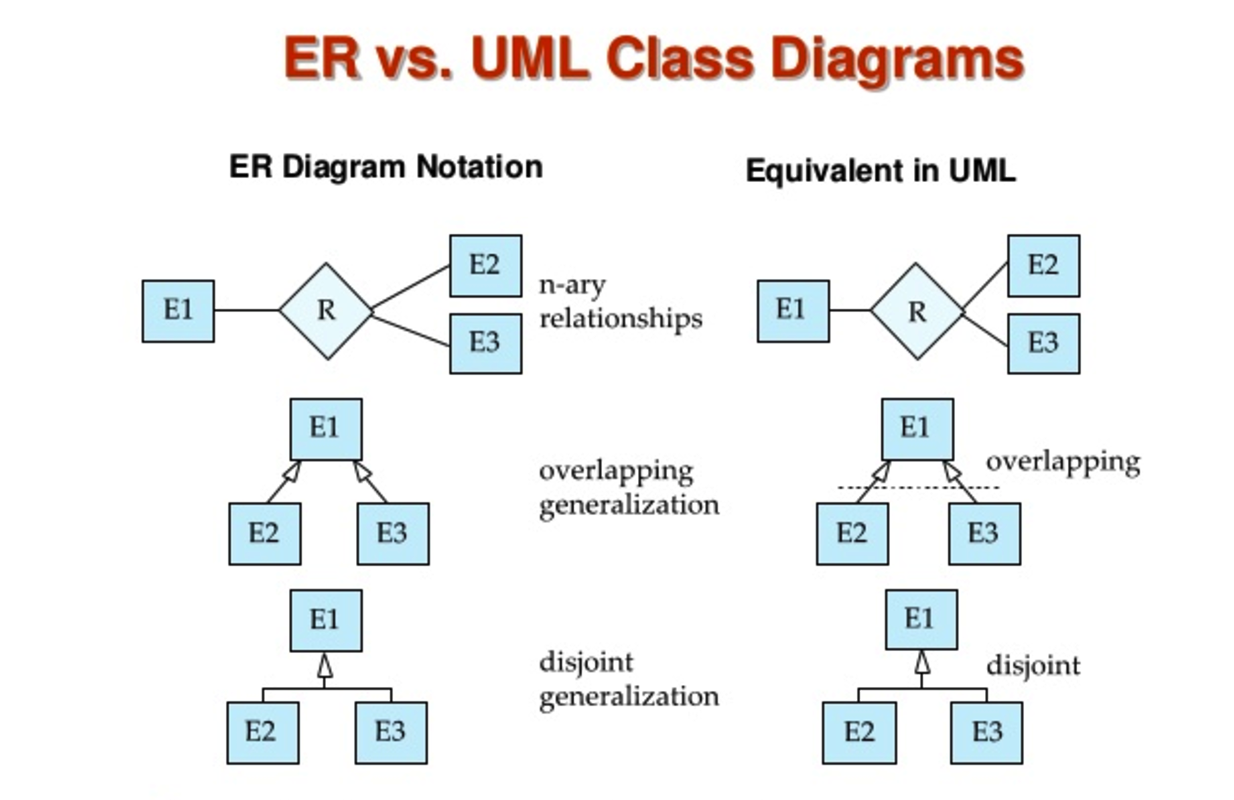 ER vs. UML Class Diagrams
ER Diagram Notation
Equivalent in UML
E1
R
E2
E3
n-ary
relationships
E1
R
E2
E3
E1
E2
E3
overlapping
generalization
E1
overlapping
E2
E3
E1
E2
E3
disjoint
generalization
E1
disjoint
E2
E3